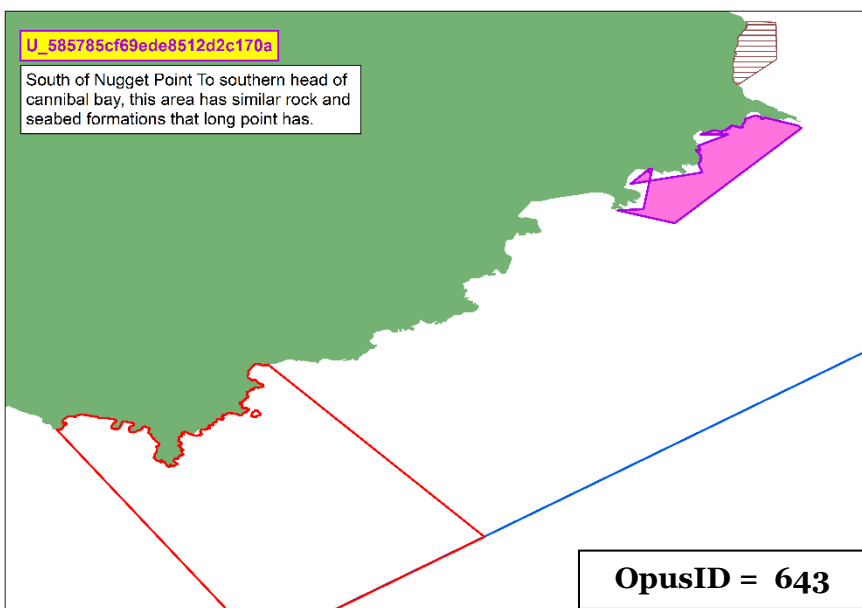 U_585785cf69ede8512d2c170a
South of Nugget Point To southern head of
cannibal bay, this area has similar rock and
seabed formations that long point has.
OpusID = 643